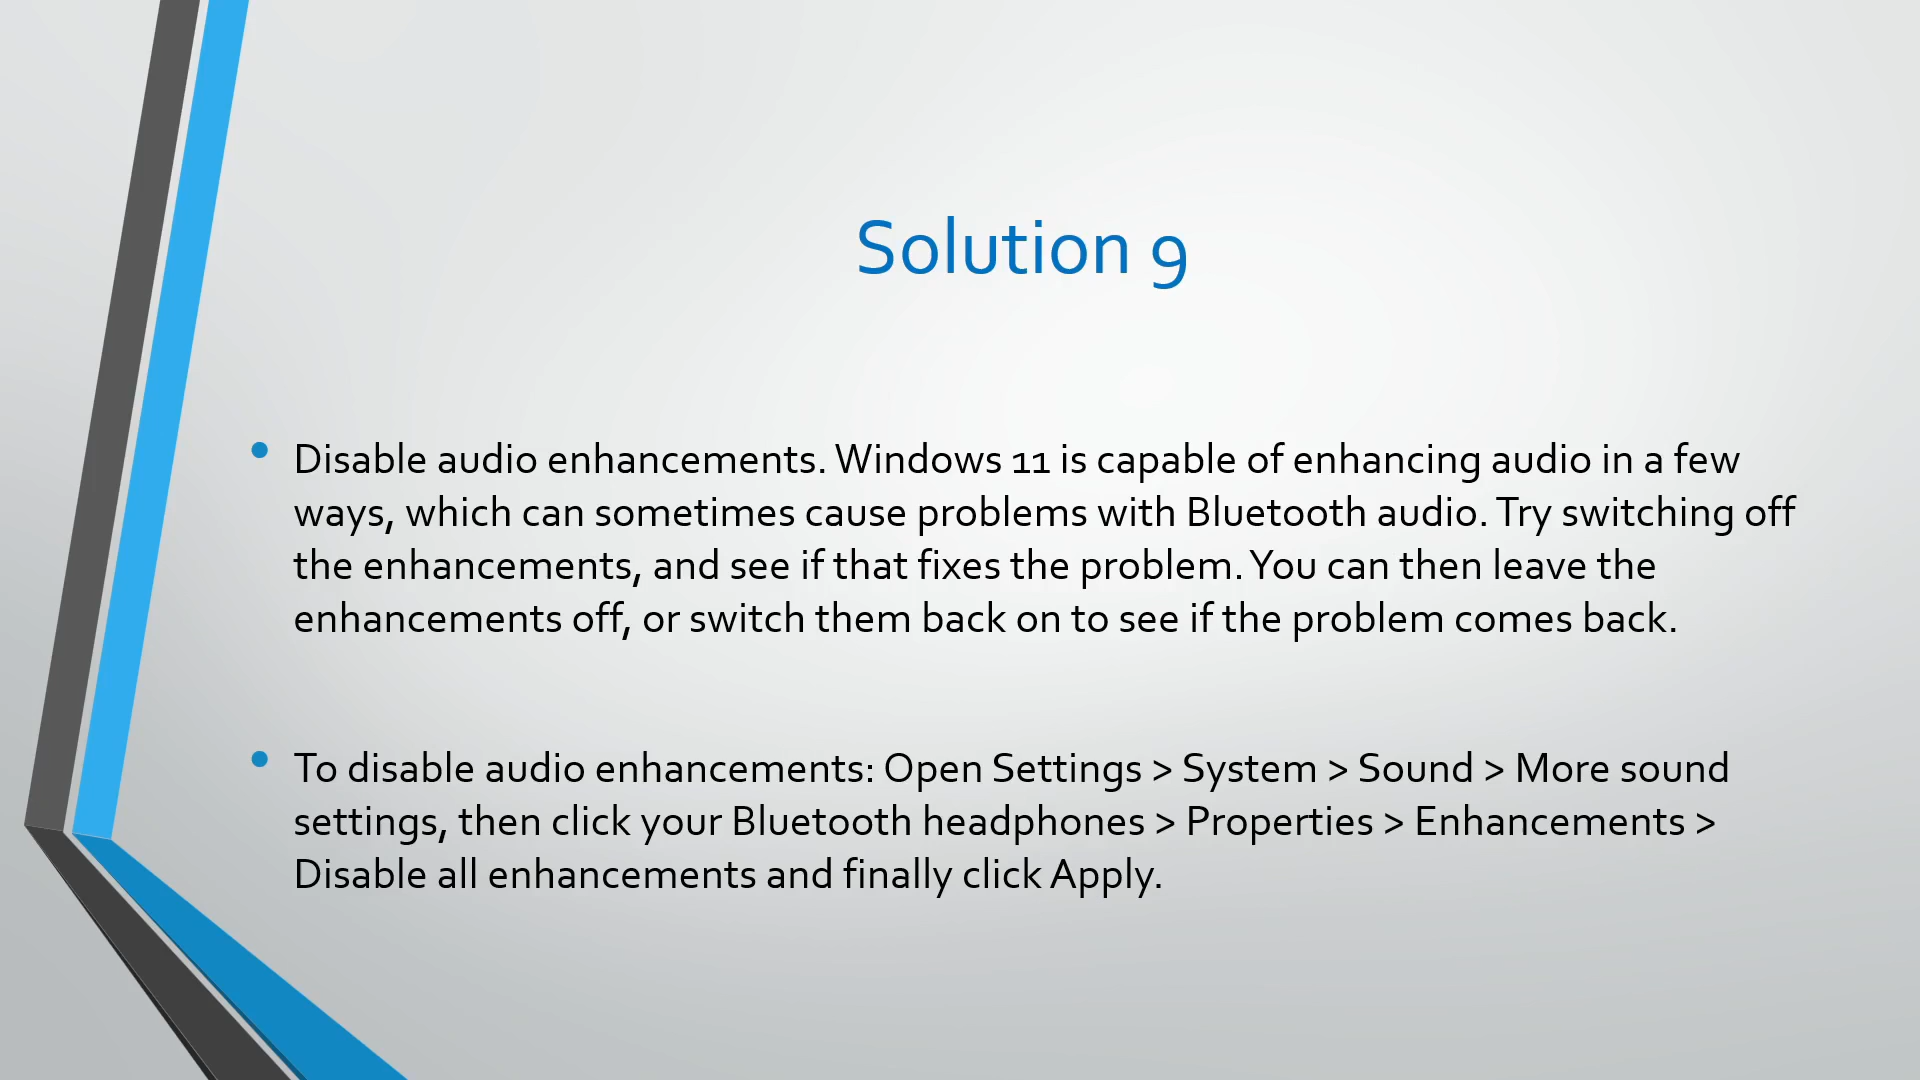 Solution 9
• Disable audio enhancements. Windows 11 is capable of enhancing audio in a few
ways, which can sometimes cause problems with Bluetooth audio. Try switching off
the enhancements, and see if that fixes the problem. You can then leave the
enhancements off, or switch them back on to see if the problem comes back.
• To disable audio enhancements: Open Settings > System > Sound > More sound
settings, then click your Bluetooth headphones > Properties > Enhancements >
Disable all enhancements and finally click Apply.